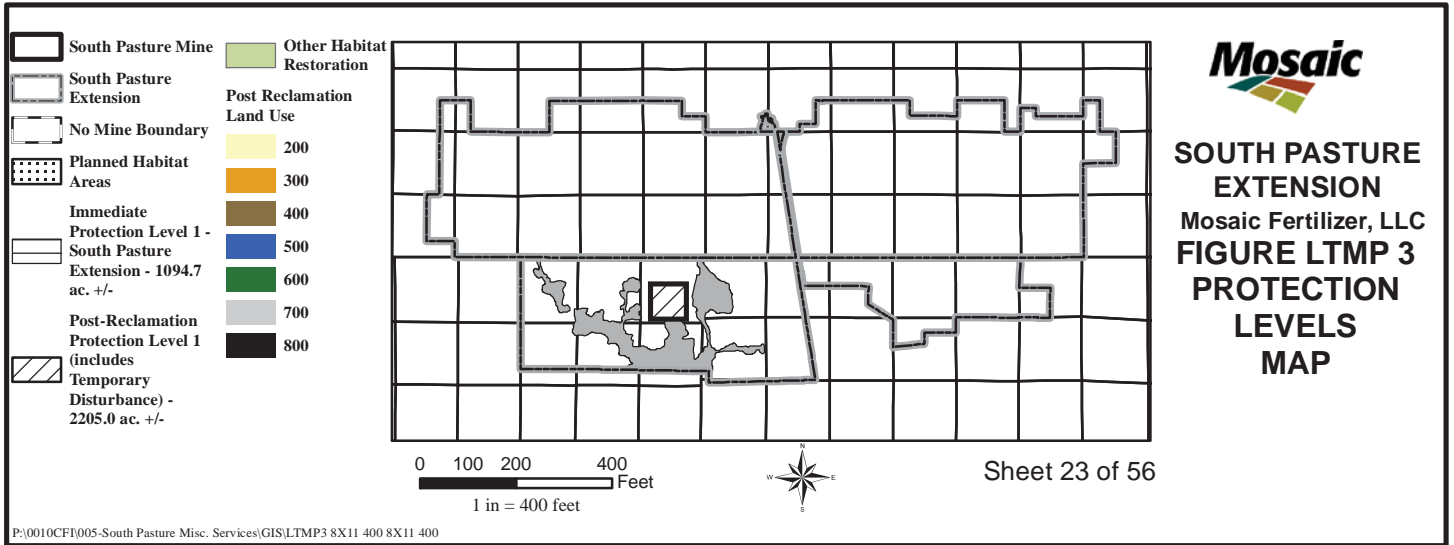 South Pasture Mine
South Pasture
Extension
No Mine Boundary
Planned Habitat
Areas
Immediate
Protection Level 1 -
South Pasture
Extension - 1094.7
ac. +/-
Post-Reclamation
Protection Level 1
(includes
Temporary
Disturbance) -
2205.0 ac. +/-
Other Habitat
Restoration
Post Reclamation
Land Use
200
300
400
500
600
700
800
0 100 200 400
Feet
1 in = 400 feet
N
W E
S
Sheet 23 of 56
Mosaic
SOUTH PASTURE
EXTENSION
Mosaic Fertilizer, LLC
FIGURE LTMP 3
PROTECTION
LEVELS
MAP
P:\0010CFI\005-South Pasture Misc. Services\GIS\LTMP3 8X11 400 8X11 400